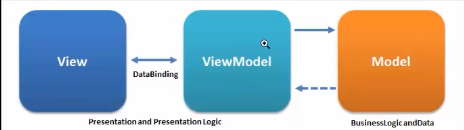 View
DataBinding
ViewModel
Model
Presentation and Presentation Logic
BusinessLogicandData